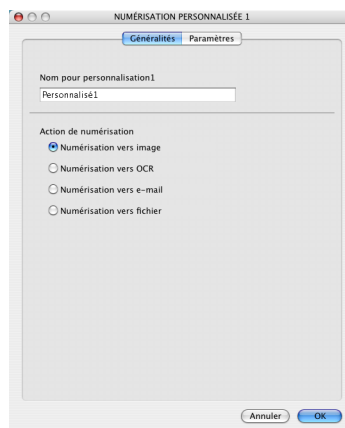 NUMÉRISATION PERSONNALISÉE 1
Généralités Paramètres
Nom pour personnalisation1
Personnalisé1
Action de numérisation
Numérisation vers image
Numérisation vers OCR
Numérisation vers e-mail
Numérisation vers fichier
Annuler OK